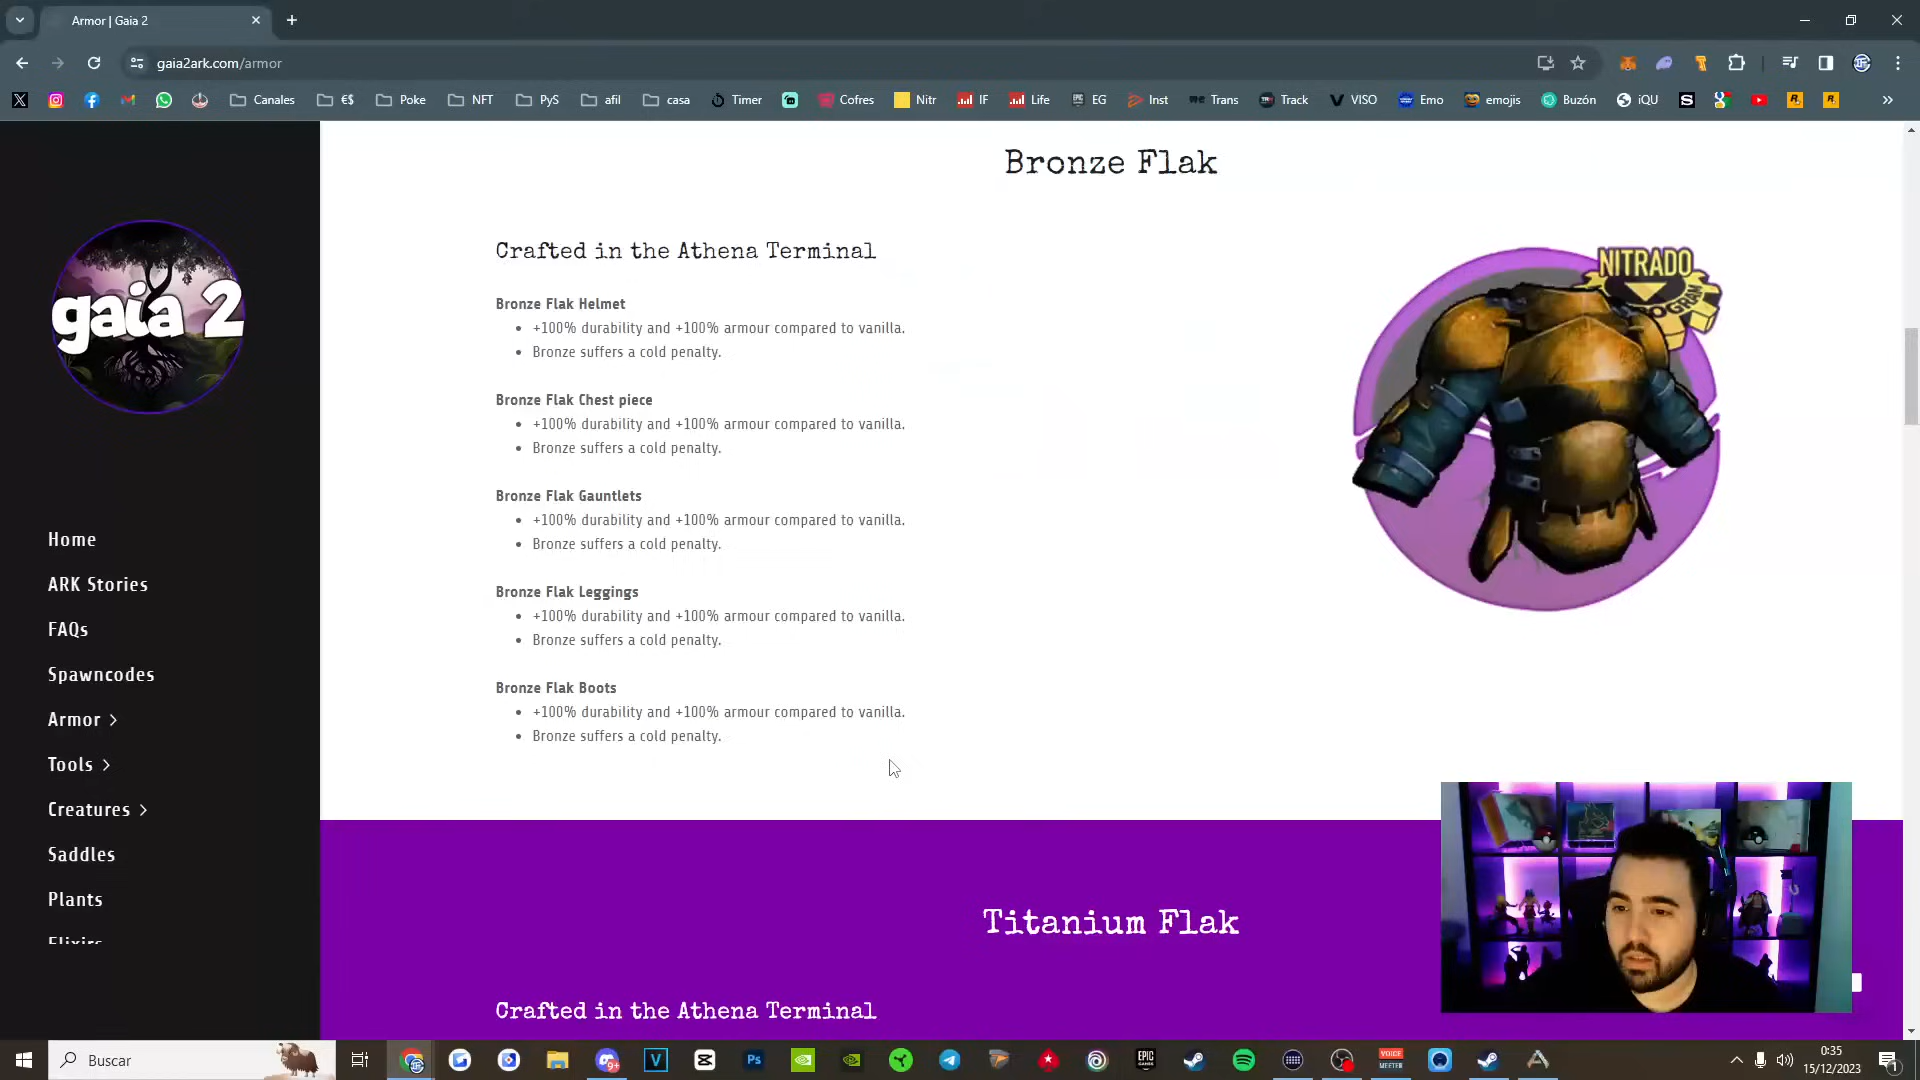 Armor | Gaia 2
gaia2ark.com/armor
Canales
€$
Poke
NFT
PyS
afil
casa
Timer
Cofres
Nitr
IF
Life
EG
Inst
Trans
Track
VISO
Emo
emojis
Buzón
iQU
gaia 2
Home
ARK Stories
FAQs
Spawncodes
Armor
Tools
Creatures
Saddles
Plants
Elixirs
Bronze Flak
Crafted in the Athena Terminal
Bronze Flak Helmet
+100% durability and +100% armour compared to vanilla.
Bronze suffers a cold penalty.
Bronze Flak Chest piece
+100% durability and +100% armour compared to vanilla.
Bronze suffers a cold penalty.
Bronze Flak Gauntlets
+100% durability and +100% armour compared to vanilla.
Bronze suffers a cold penalty.
Bronze Flak Leggings
+100% durability and +100% armour compared to vanilla.
Bronze suffers a cold penalty.
Bronze Flak Boots
+100% durability and +100% armour compared to vanilla.
Bronze suffers a cold penalty.
NITRADO
Titanium Flak
Crafted in the Athena Terminal
Buscar
Ps
EPIC
GAMES
VOICE
MEETER
0:35
15/12/2023